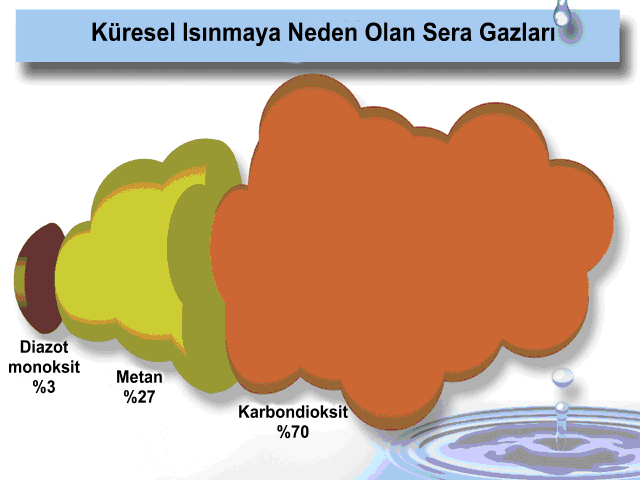 Küresel Isınmaya Neden Olan Sera Gazları
Diazot
monoksit
%3
Metan
%27
Karbondioksit
%70